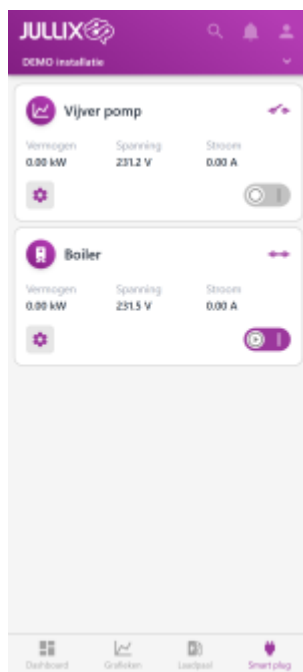 JULLIX
DEMO installatie
Vijver pomp
Vermogen Spanning Stroom
0.00 kW 231.2 V 0.00 A
Boiler
Vermogen Spanning Stroom
0.00 kW 231.5 V 0.00 A
Dashboard Grafieken Laadpaal Smart plug